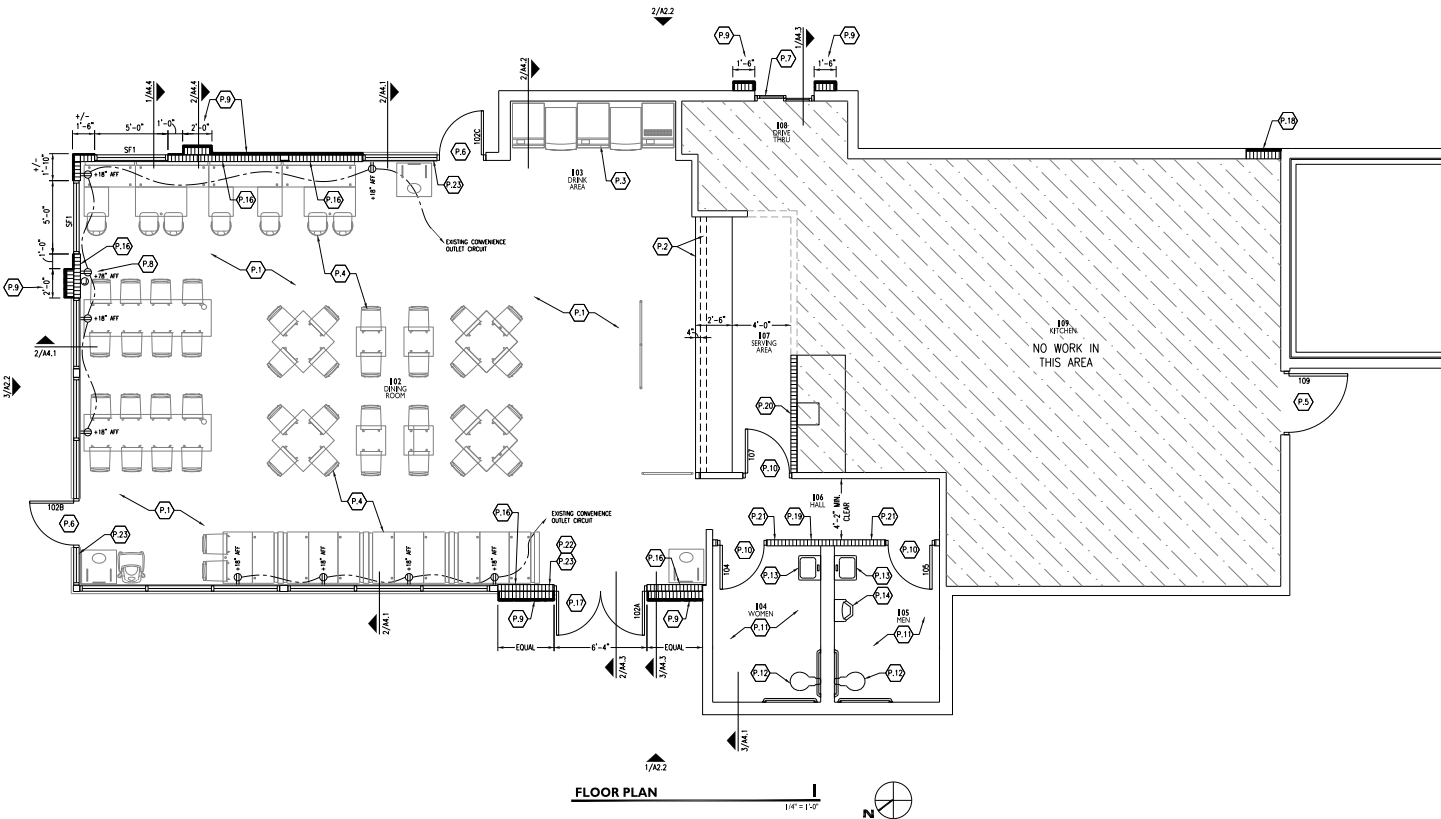 2/A2.2
P.9
P.7
1/A4.3
P.9
1'-6"
1'-6"
1/A4.4
2/A4.4
P.9
2/A4.1
2/A4.2
+/-
1'-6"
5'-0"
1'-0"
2'-0"
SF1
102C
P.6
108
DRIVE
THRU
P.18
+/-
1'-10"
+18" AFF
P.16
P.16
+18" AFF
P.23
103
DRINK
AREA
P.3
5'-0"
SF1
1'-0"
P.16
EXISTING CONVENIENCE
OUTLET CIRCUIT
P.2
P.9
2'-0"
P.8
+78" AFF
P.1
P.4
P.1
+18" AFF
2'-6"
4'-0"
4"
107
SERVING
AREA
109
KITCHEN
NO WORK IN
THIS AREA
2/A4.1
3/A2.2
102
DINING
ROOM
109
P.5
P.20
+18" AFF
107
P.10
102B
P.6
P.1
P.4
P.16
EXISTING CONVENIENCE
OUTLET CIRCUIT
106
HALL
4'-2" MIN.
CLEAR
P.21
P.19
P.21
P.23
+18" AFF
+18" AFF
+18" AFF
+18" AFF
P.22
P.23
P.16
P.10
P.10
104
P.13
P.13
105
P.14
P.9
P.17
102A
P.9
104
WOMEN
P.11
105
MEN
P.11
2/A4.1
EQUAL
6'-4"
EQUAL
2/A4.3
3/A4.3
P.12
P.12
3/A4.1
1/A2.2
FLOOR PLAN
1
1/4" = 1'-0"
N